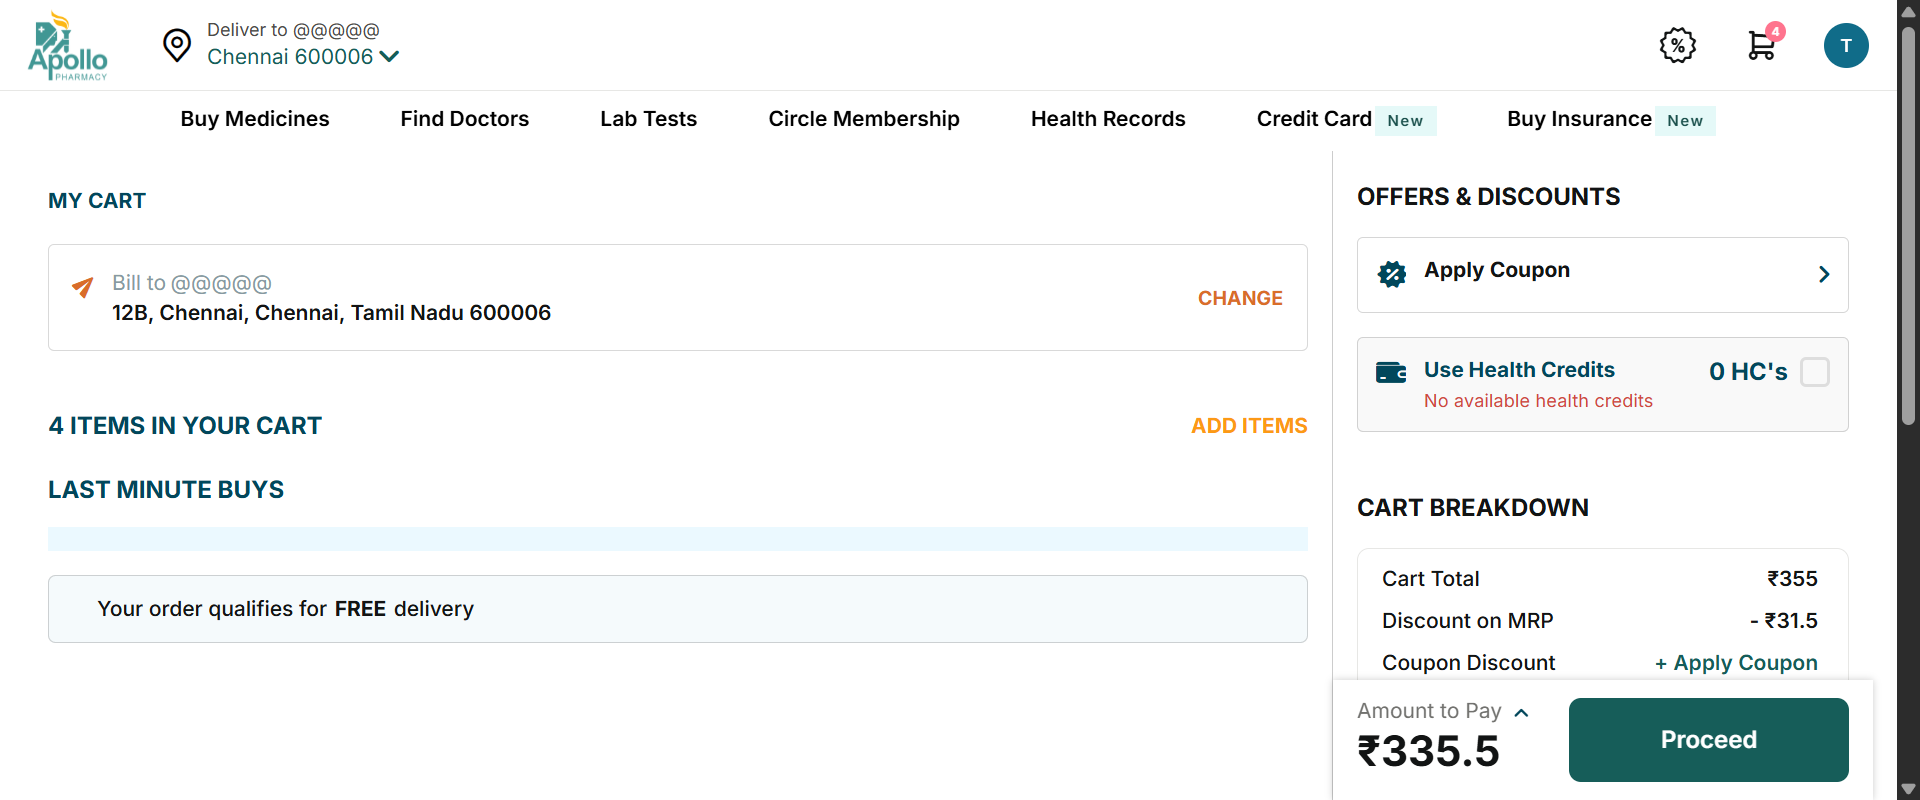 Apollo
PHARMACY
Deliver to @@@@@
Chennai 600006
%
4
T
Buy Medicines
Find Doctors
Lab Tests
Circle Membership
Health Records
Credit Card New
Buy Insurance New
MY CART
Bill to @@@@@
12B, Chennai, Chennai, Tamil Nadu 600006
CHANGE
4 ITEMS IN YOUR CART
ADD ITEMS
LAST MINUTE BUYS
Your order qualifies for FREE delivery
OFFERS & DISCOUNTS
Apply Coupon
Use Health Credits
0 HC's
No available health credits
CART BREAKDOWN
Cart Total ₹355
Discount on MRP - ₹31.5
Coupon Discount + Apply Coupon
Amount to Pay
₹335.5
Proceed